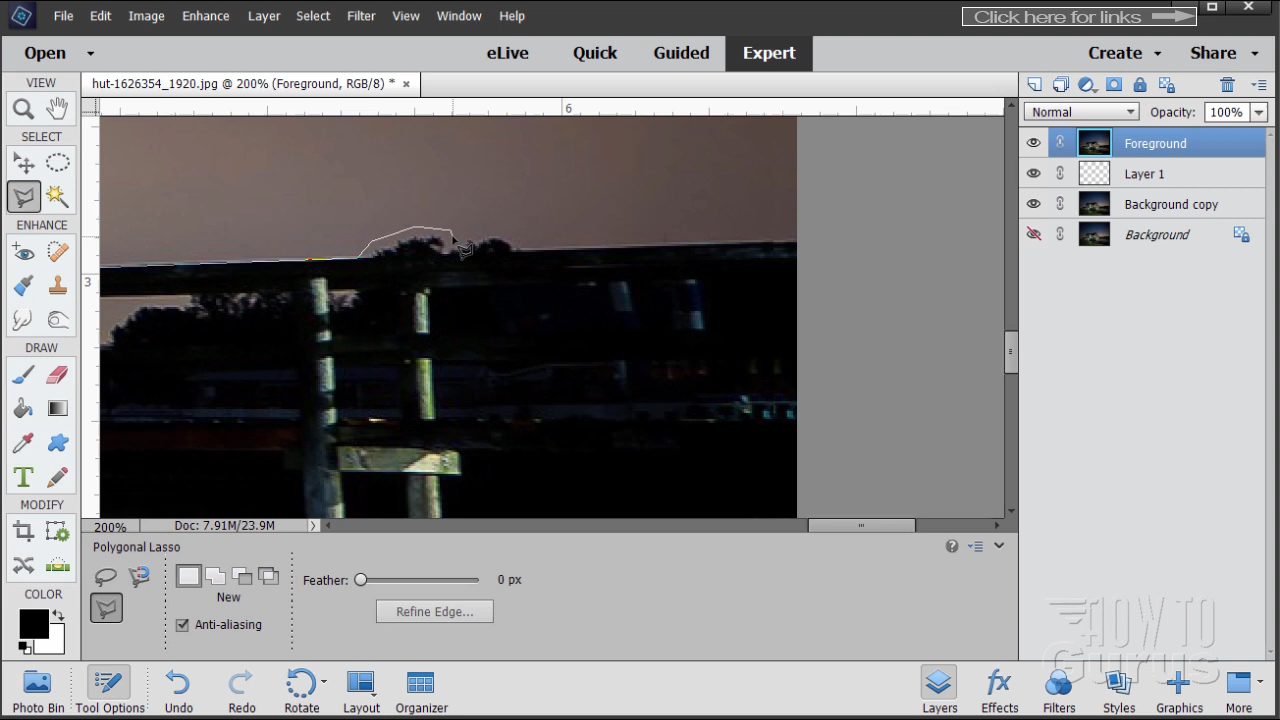 File Edit Image Enhance Layer Select Filter View Window Help
Click here for links
Open eLive Quick Guided Expert Create Share
VIEW
hut-1626354_1920.jpg @ 200% (Foreground, RGB/8) * ×
Normal Opacity: 100%
6
SELECT
Foreground
Layer 1
Background copy
Background
ENHANCE
3
DRAW
T
MODIFY
200% Doc: 7.91M/23.9M
Polygonal Lasso
Feather: 0 px
New
Refine Edge...
Anti-aliasing
COLOR
HOW TO
Gurus
fx
Photo Bin Tool Options Undo Redo Rotate Layout Organizer Layers Effects Filters Styles Graphics More